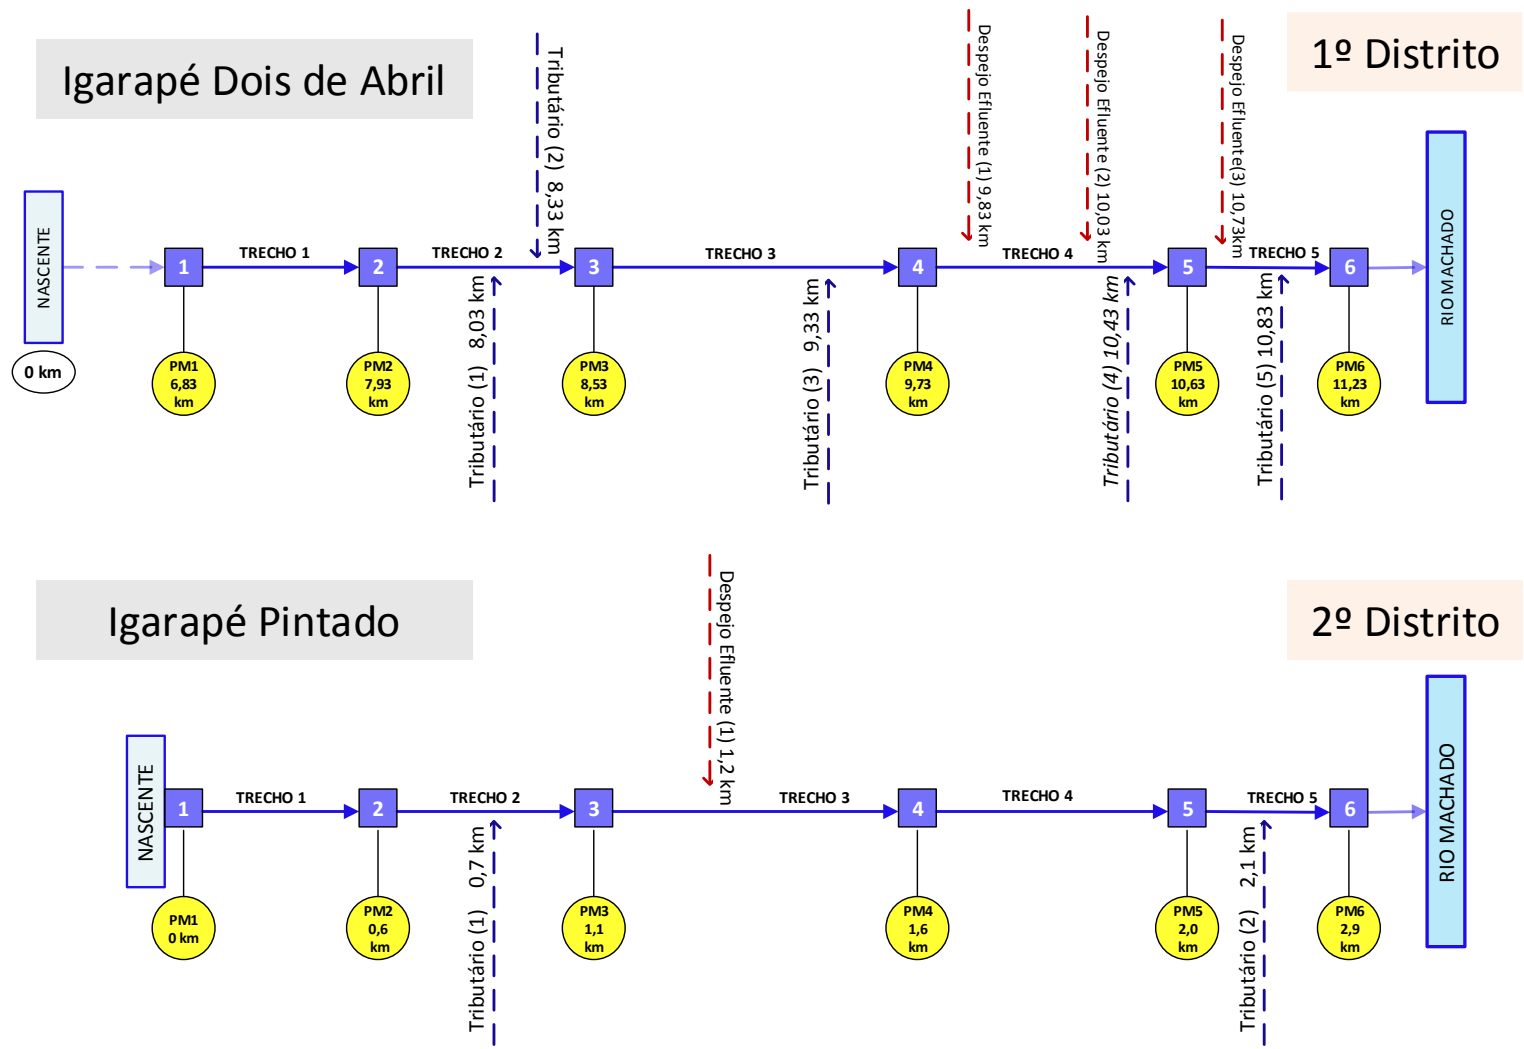 Igarapé Dois de Abril
1º Distrito
Tributário (2) 8,33 km
Despejo Efluente (1) 9,83 km
Despejo Efluente (2) 10,03 km
Despejo Efluente(3) 10,73km
NASCENTE
0 km
1
TRECHO 1
2
TRECHO 2
3
TRECHO 3
4
TRECHO 4
5
TRECHO 5
6
RIO MACHADO
PM1
6,83
km
PM2
7,93
km
Tributário (1) 8,03 km
PM3
8,53
km
Tributário (3) 9,33 km
PM4
9,73
km
Tributário (4) 10,43 km
PM5
10,63
km
Tributário (5) 10,83 km
PM6
11,23
km
Igarapé Pintado
2º Distrito
Despejo Efluente (1) 1,2 km
NASCENTE
1
TRECHO 1
2
TRECHO 2
3
TRECHO 3
4
TRECHO 4
5
TRECHO 5
6
RIO MACHADO
PM1
0 km
PM2
0,6
km
Tributário (1) 0,7 km
PM3
1,1
km
PM4
1,6
km
PM5
2,0
km
Tributário (2) 2,1 km
PM6
2,9
km